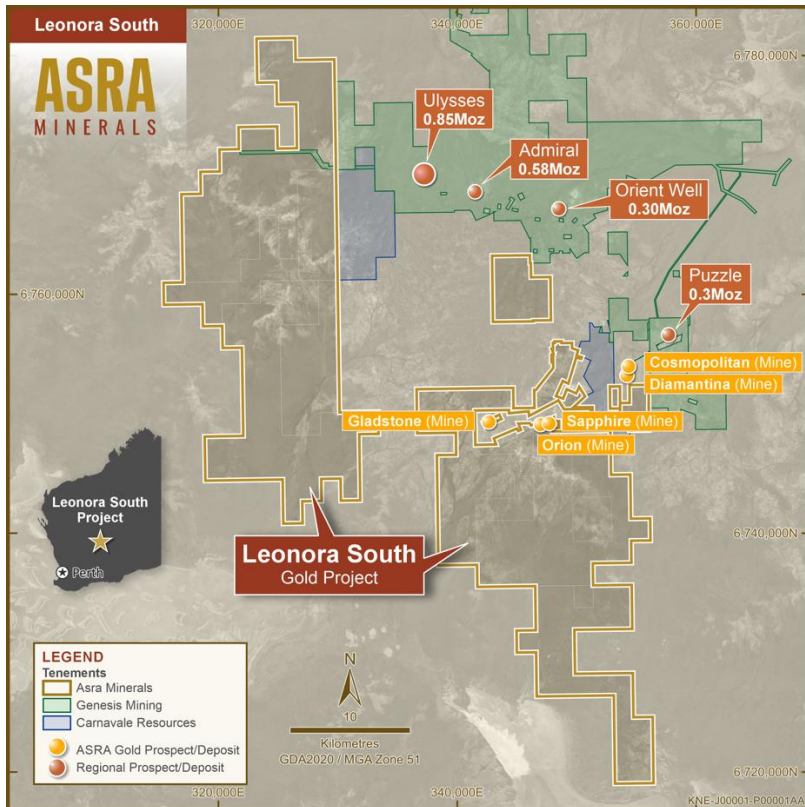 Leonora South
ASRA
MINERALS
320,000E
340,000E
360,000E
6,780,000N
Ulysses
0.85Moz
Admiral
0.58Moz
Orient Well
0.30Moz
6,760,000N
Puzzle
0.3Moz
Cosmopolitan (Mine)
Diamantina (Mine)
Gladstone (Mine)
Sapphire (Mine)
Orion (Mine)
Leonora South
Project
Perth
6,740,000N
Leonora South
Gold Project
LEGEND
Tenements
Asra Minerals
Genesis Mining
Carnavale Resources
ASRA Gold Prospect/Deposit
Regional Prospect/Deposit
N
10
Kilometres
GDA2020 / MGA Zone 51
6,720,000N
320,000E
340,000E
KNE-J00001-P00001AA